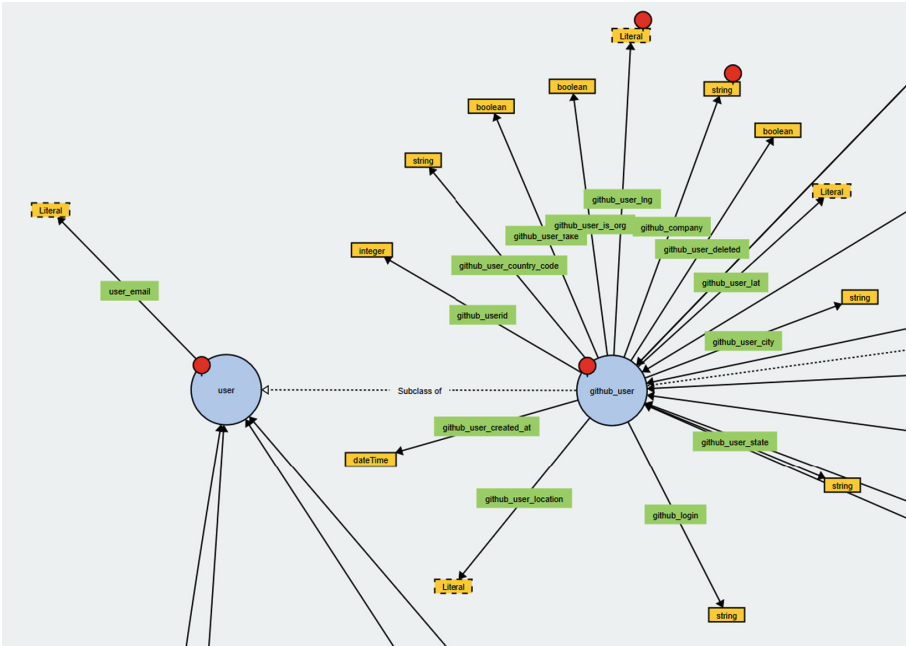 Literal
string
boolean
boolean
boolean
string
Literal
Literal
github_user_lng
github_user_is_org
github_company
github_user_fake
github_user_deleted
integer
github_user_country_code
github_user_lat
user_email
string
github_userid
github_user_city
user
Subclass of
github_user
github_user_created_at
github_user_state
dateTime
string
github_user_location
github_login
Literal
string